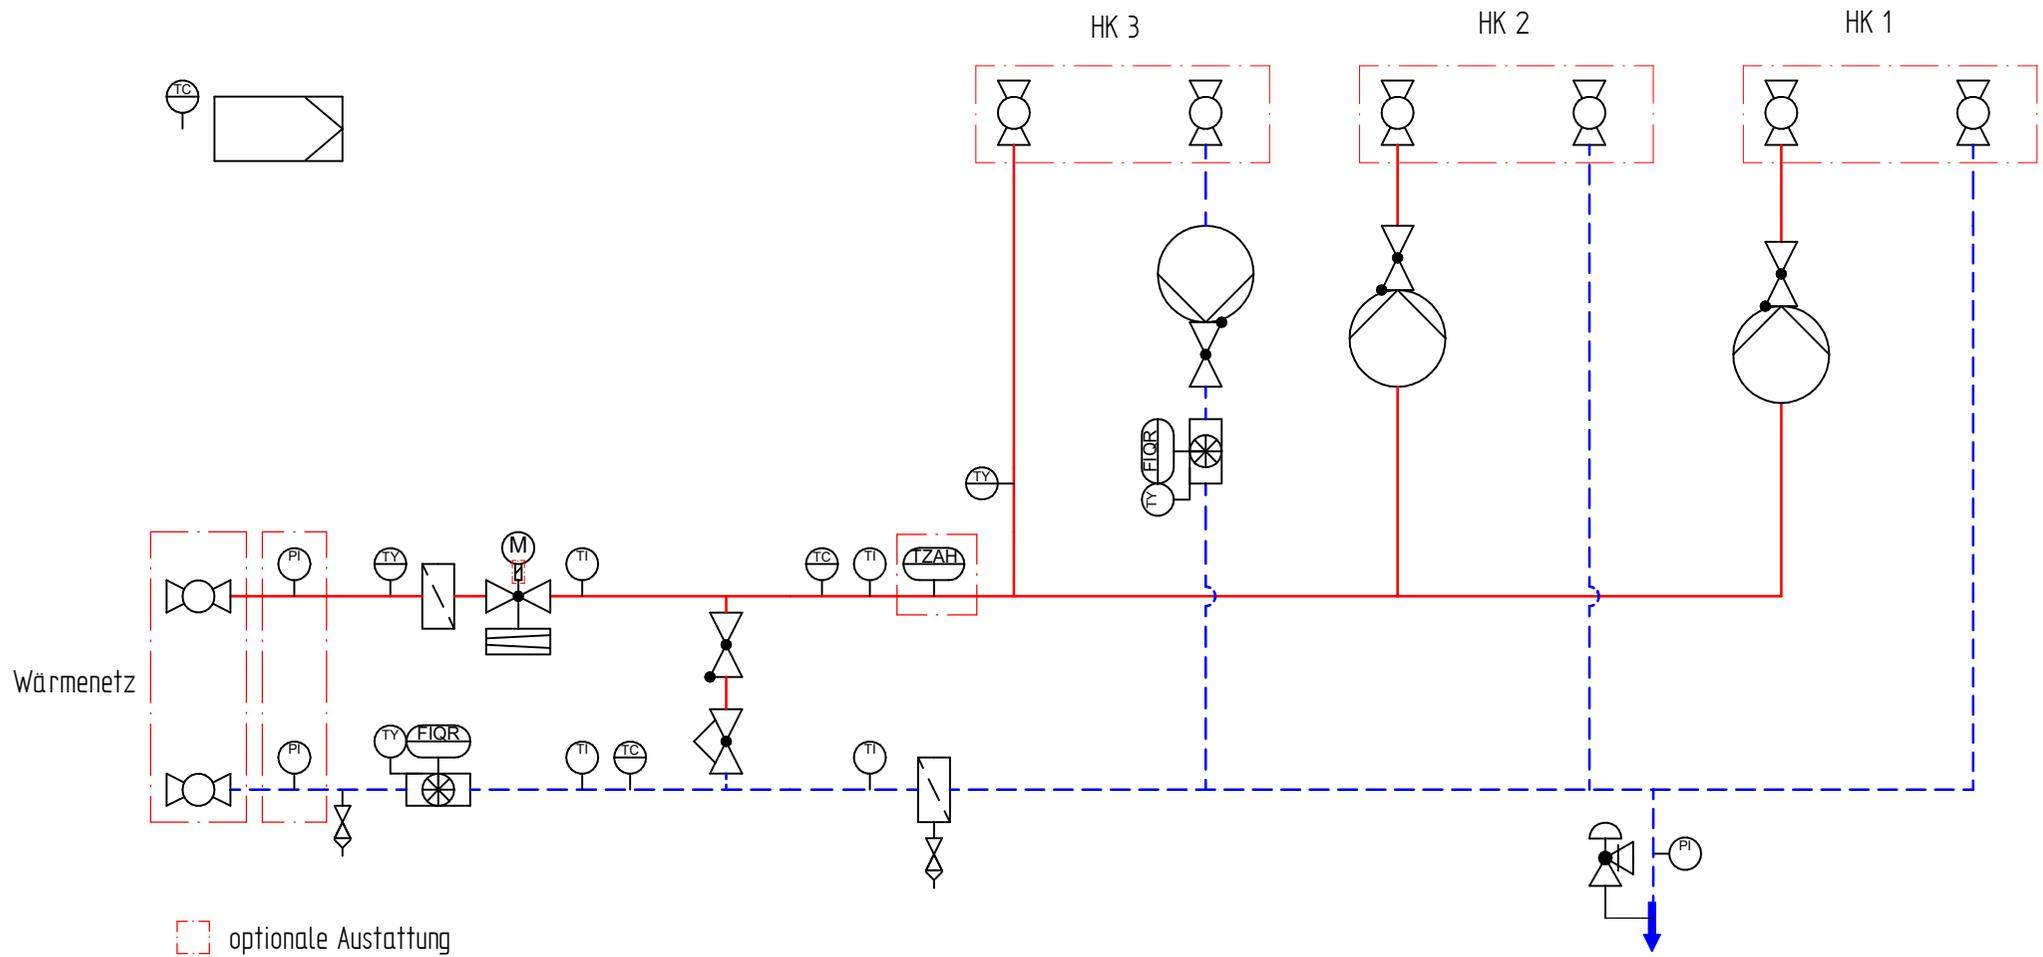 HK 3
HK 2
HK 1
TC
FIQR
TY
TY
PI
TY
M
TI
TC
TI
TZAH
Wärmenetz
PI
TY
FIQR
TI
TC
TI
PI
optionale Austattung